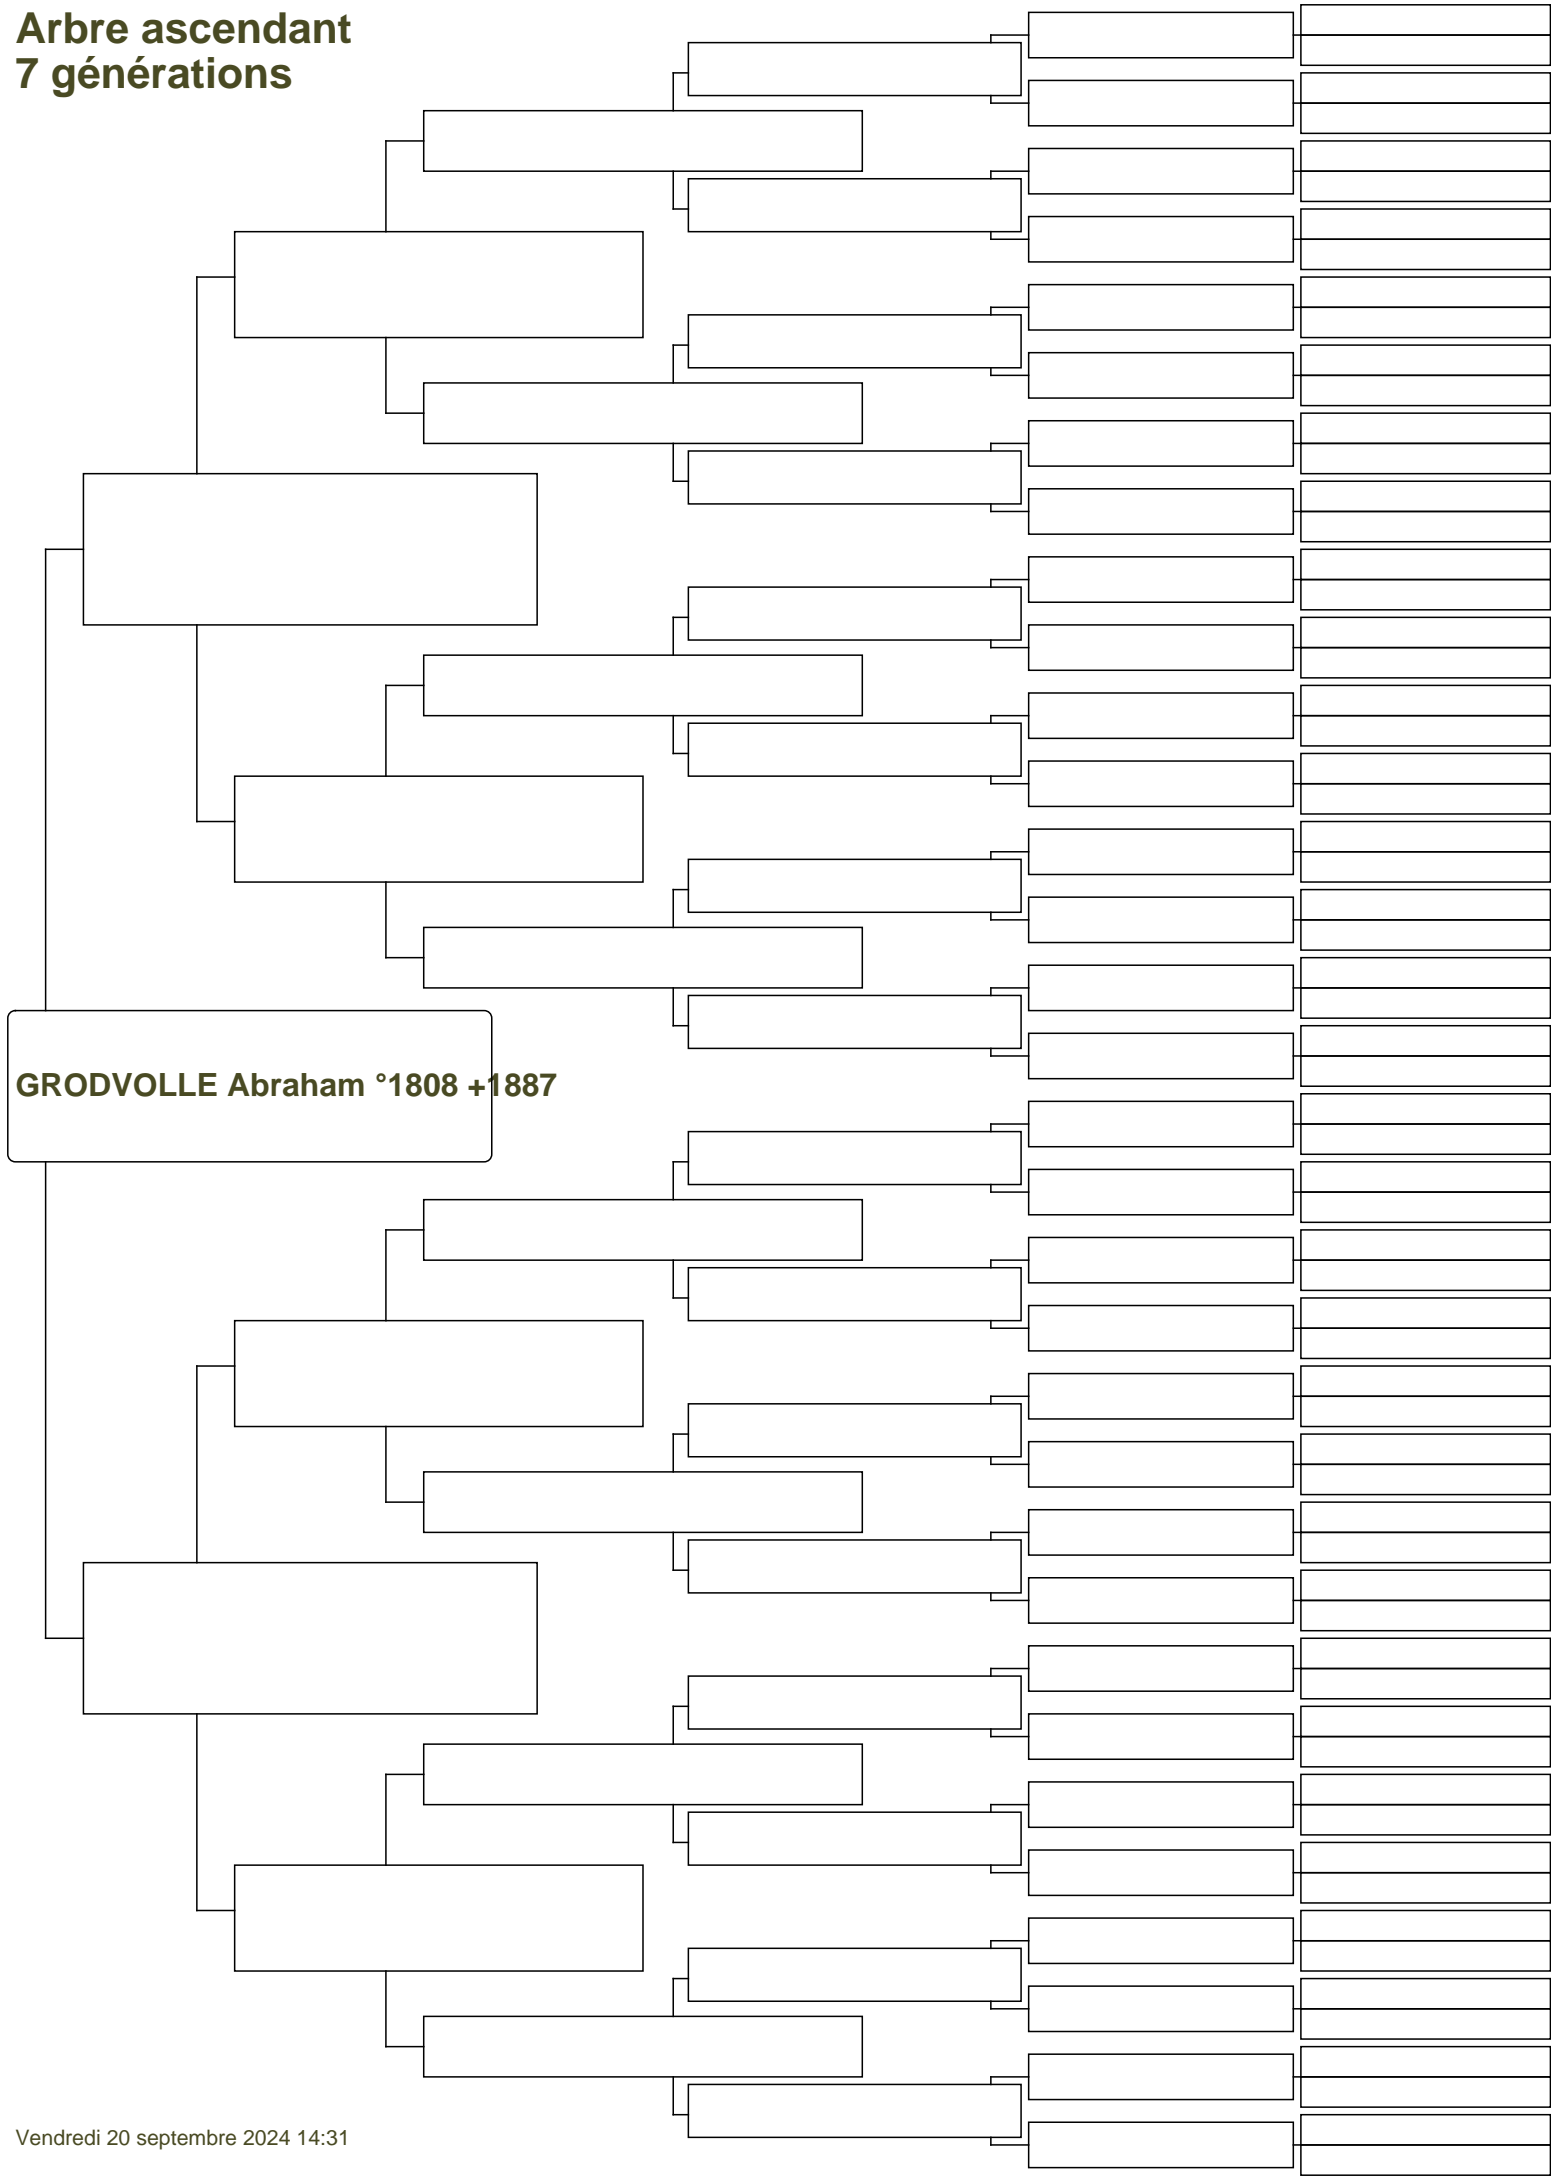 Arbre ascendant
7 générations
GRODVOLLE Abraham °1808 +1887
Vendredi 20 septembre 2024 14:31